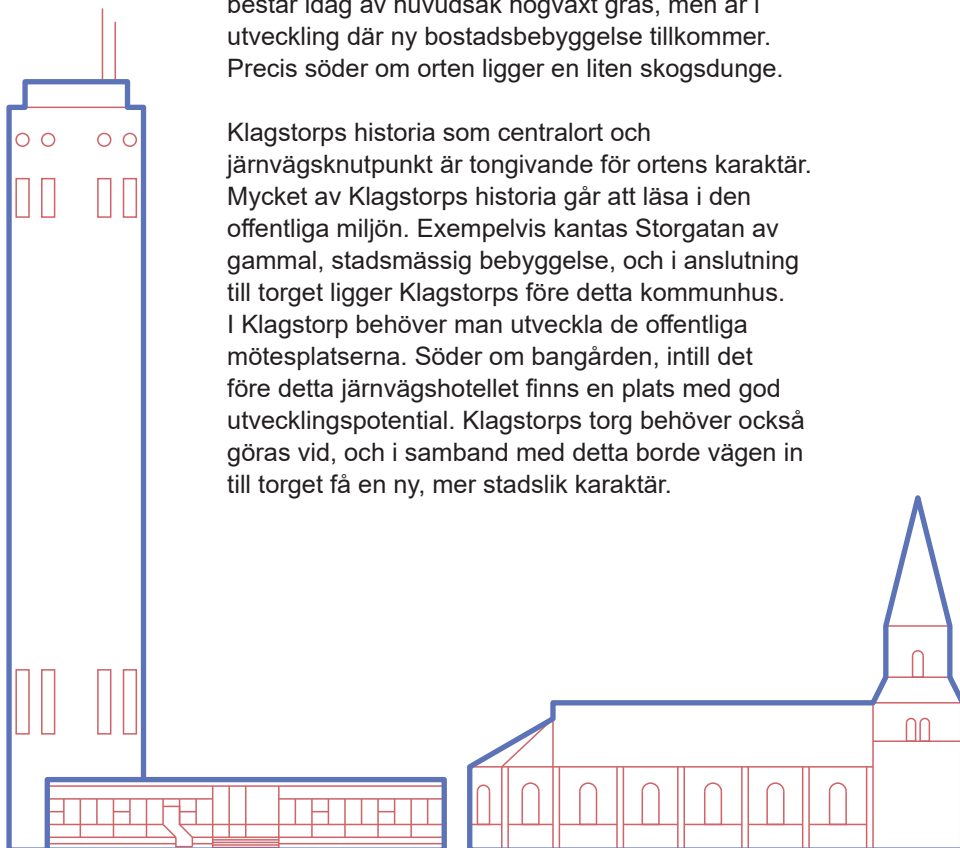 består idag av huvudsak högväxt gräs, men är i
utveckling där ny bostadsbebyggelse tillkommer.
Precis söder om orten ligger en liten skogsdunge.
Klagstorps historia som centralort och
järnvägsknutpunkt är tongivande för ortens karaktär.
Mycket av Klagstorps historia går att läsa i den
offentliga miljön. Exempelvis kantas Storgatan av
gammal, stadsmässig bebyggelse, och i anslutning
till torget ligger Klagstorps före detta kommunhus.
I Klagstorp behöver man utveckla de offentliga
mötesplatserna. Söder om bangården, intill det
före detta järnvägshotellet finns en plats med god
utvecklingspotential. Klagstorps torg behöver också
göras vid, och i samband med detta borde vägen in
till torget få en ny, mer stadslik karaktär.